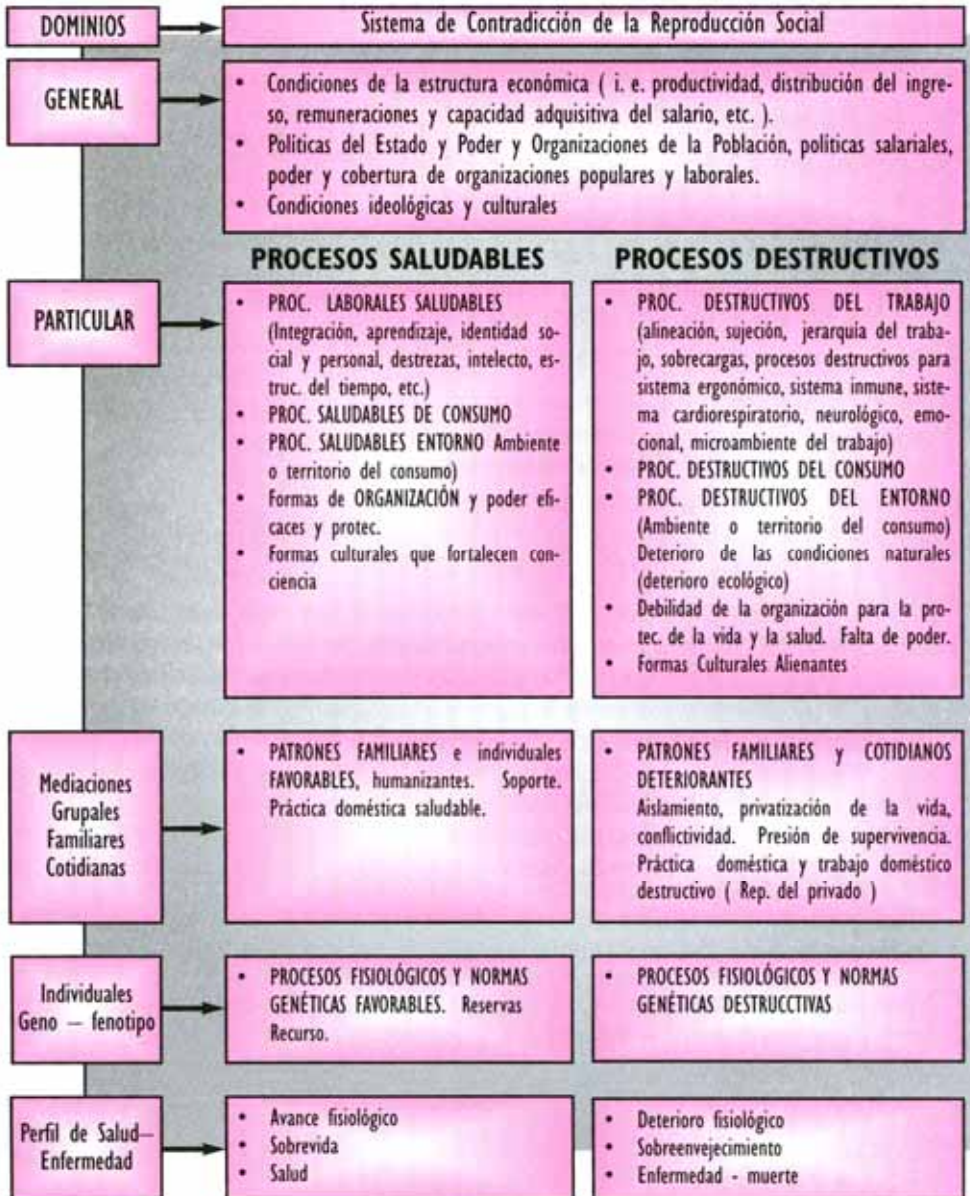 DOMINIOS
Sistema de Contradicción de la Reproducción Social
GENERAL
• Condiciones de la estructura económica ( i. e. productividad, distribución del ingre-
so, remuneraciones y capacidad adquisitiva del salario, etc. ).
• Políticas del Estado y Poder y Organizaciones de la Población, políticas salariales,
poder y cobertura de organizaciones populares y laborales.
• Condiciones ideológicas y culturales
PROCESOS SALUDABLES
PROCESOS DESTRUCTIVOS
PARTICULAR
• PROC. LABORALES SALUDABLES
(Integración, aprendizaje, identidad so-
cial y personal, destrezas, intelecto, es-
truc. del tiempo, etc.)
• PROC. SALUDABLES DE CONSUMO
• PROC. SALUDABLES ENTORNO Ambiente
o territorio del consumo)
• Formas de ORGANIZACIÓN y poder efi-
caces y protec.
• Formas culturales que fortalecen con-
ciencia
• PROC. DESTRUCTIVOS DEL TRABAJO
(alineación, sujeción, jerarquía del traba-
jo, sobrecargas, procesos destructivos para
sistema ergonómico, sistema inmune, siste-
ma cardiorespiratorio, neurológico, emo-
cional, microambiente del trabajo)
• PROC. DESTRUCTIVOS DEL CONSUMO
• PROC. DESTRUCTIVOS DEL ENTORNO
(Ambiente o territorio del consumo)
Deterioro de las condiciones naturales
(deterioro ecológico)
• Debilidad de la organización para la pro-
tec. de la vida y la salud. Falta de poder.
• Formas Culturales Alienantes
Mediaciones
Grupales
Familiares
Cotidianas
• PATRONES FAMILIARES e individuales
FAVORABLES, humanizantes. Soporte.
Práctica doméstica saludable.
• PATRONES FAMILIARES y COTIDIANOS
DETERIORANTES
Aislamiento, privatización de la vida,
conflictividad. Presión de supervivencia.
Práctica doméstica y trabajo doméstico
destructivo ( Rep. del privado )
Individuales
Geno – fenotipo
• PROCESOS FISIOLÓGICOS Y NORMAS
GENÉTICAS FAVORABLES. Reservas
Recurso.
• PROCESOS FISIOLÓGICOS Y NORMAS
GENÉTICAS DESTRUCCTIVAS
Perfil de Salud–
Enfermedad
• Avance fisiológico
• Sobrevida
• Salud
• Deterioro fisiológico
• Sobreenvejecimiento
• Enfermedad - muerte